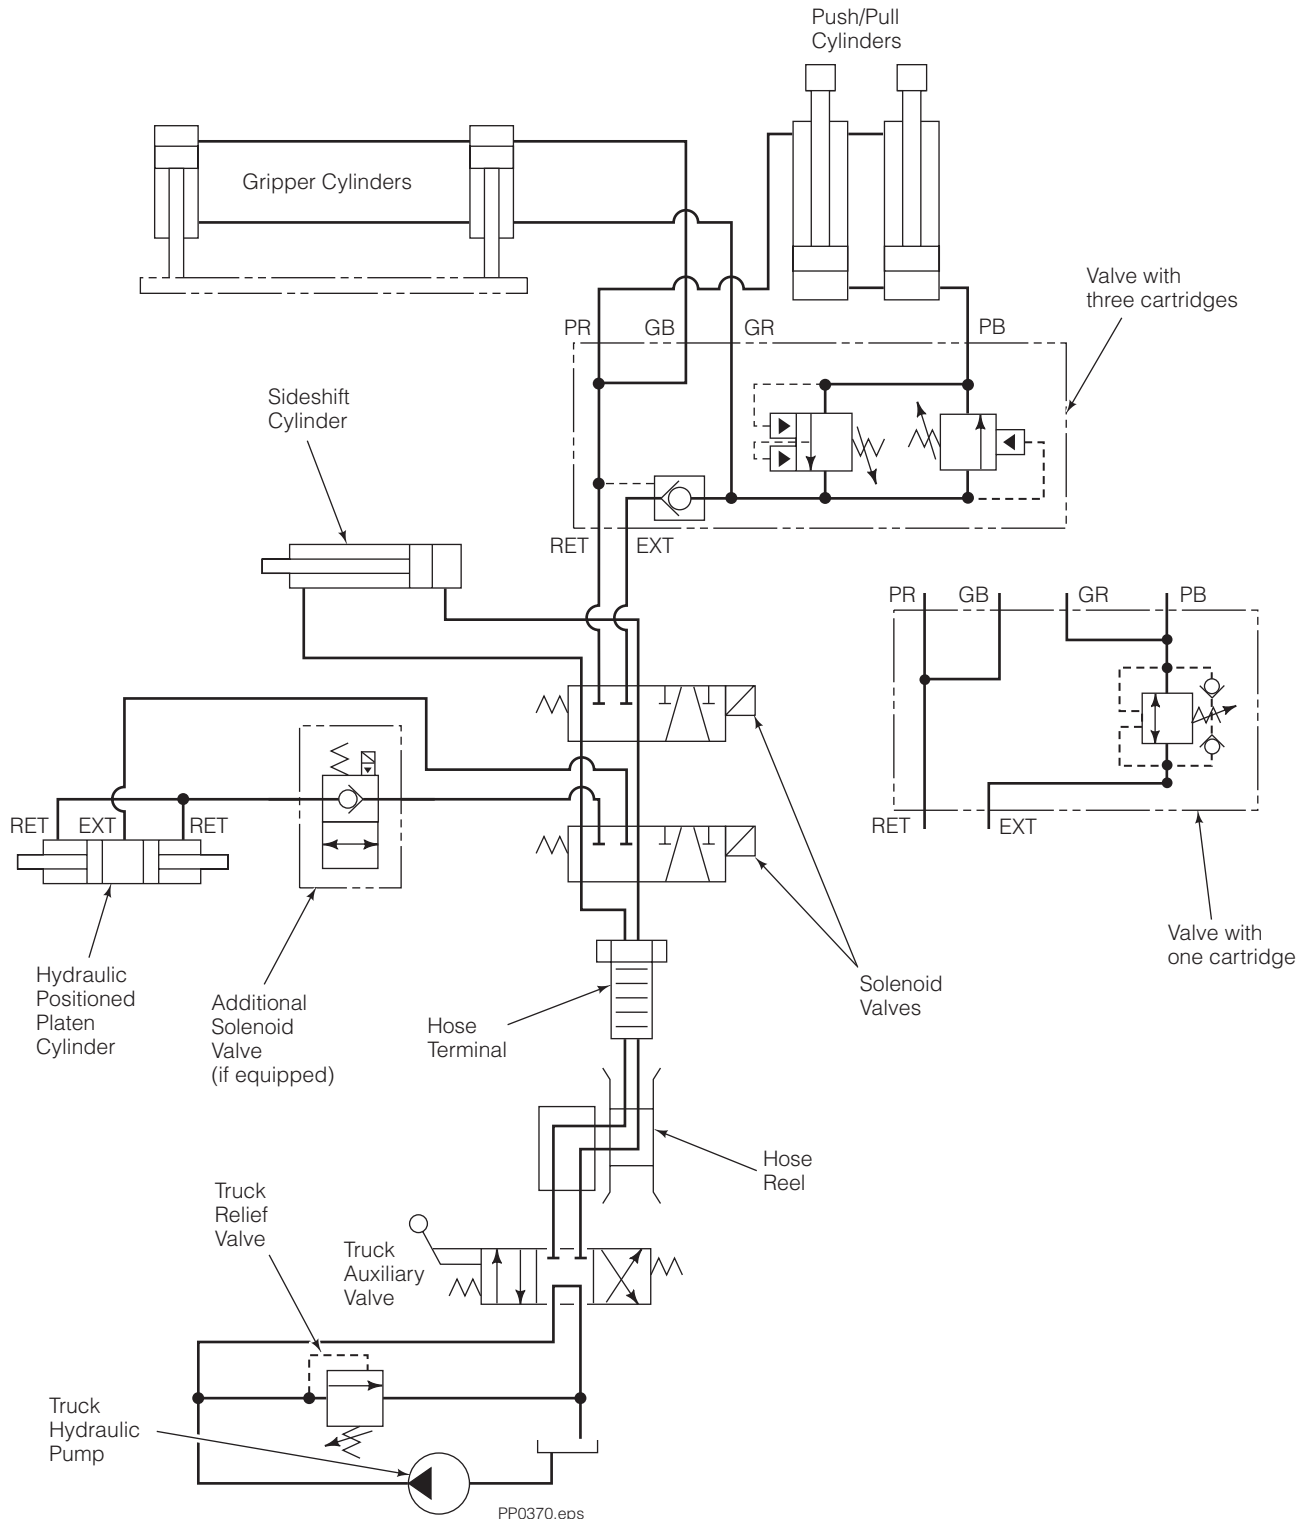 Push/Pull
Cylinders
Gripper Cylinders
Valve with
three cartridges
PR
GB
GR
PB
Sideshift
Cylinder
RET
EXT
PR
GB
GR
PB
RET
EXT
RET
RET
EXT
Valve with
one cartridge
Hydraulic
Positioned
Platen
Cylinder
Additional
Solenoid
Valve
(if equipped)
Hose
Terminal
Solenoid
Valves
Hose
Reel
Truck
Relief
Valve
Truck
Auxiliary
Valve
Truck
Hydraulic
Pump
PP0370.eps